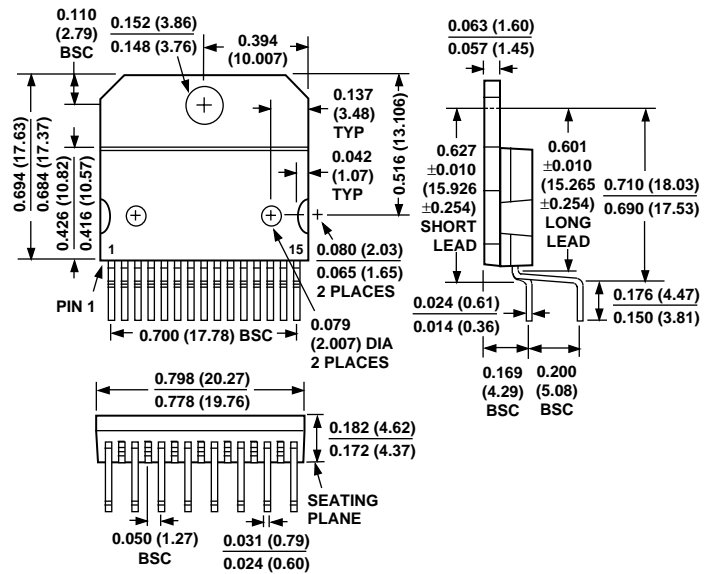 0.110
(2.79)
BSC
0.152 (3.86)
0.148 (3.76)
0.394
(10.007)
0.063 (1.60)
0.057 (1.45)
0.694 (17.63)
0.684 (17.37)
0.426 (10.82)
0.416 (10.57)
0.137
(3.48)
TYP
0.042
(1.07)
TYP
0.516 (13.106)
0.627
±0.010
(15.926
±0.254)
SHORT
LEAD
0.601
±0.010
(15.265
±0.254)
LONG
LEAD
0.710 (18.03)
0.690 (17.53)
1
15
PIN 1
0.080 (2.03)
0.065 (1.65)
2 PLACES
0.700 (17.78) BSC
0.079
(2.007) DIA
2 PLACES
0.024 (0.61)
0.014 (0.36)
0.176 (4.47)
0.150 (3.81)
0.169
(4.29)
BSC
0.200
(5.08)
BSC
0.798 (20.27)
0.778 (19.76)
0.182 (4.62)
0.172 (4.37)
SEATING
PLANE
0.050 (1.27)
BSC
0.031 (0.79)
0.024 (0.60)